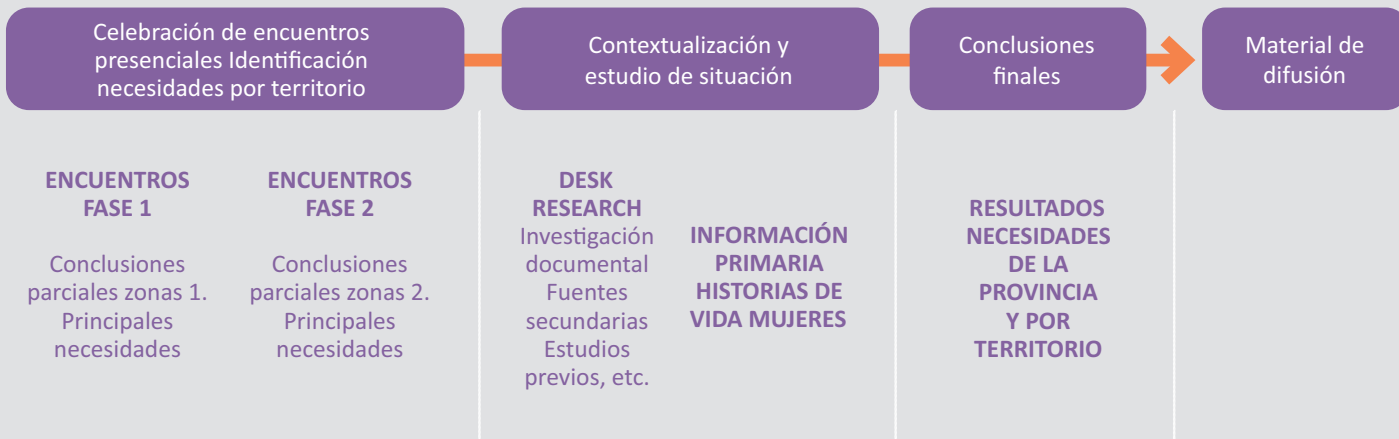 Celebración de encuentros
presenciales Identificación
necesidades por territorio
Contextualización y
estudio de situación
Conclusiones
finales
Material de
difusión
ENCUENTROS
FASE 1
Conclusiones
parciales zonas 1.
Principales
necesidades
ENCUENTROS
FASE 2
Conclusiones
parciales zonas 2.
Principales
necesidades
DESK
RESEARCH
Investigación
documental
Fuentes
secundarias
Estudios
previos, etc.
INFORMACIÓN
PRIMARIA
HISTORIAS DE
VIDA MUJERES
RESULTADOS
NECESIDADES
DE LA
PROVINCIA
Y POR
TERRITORIO